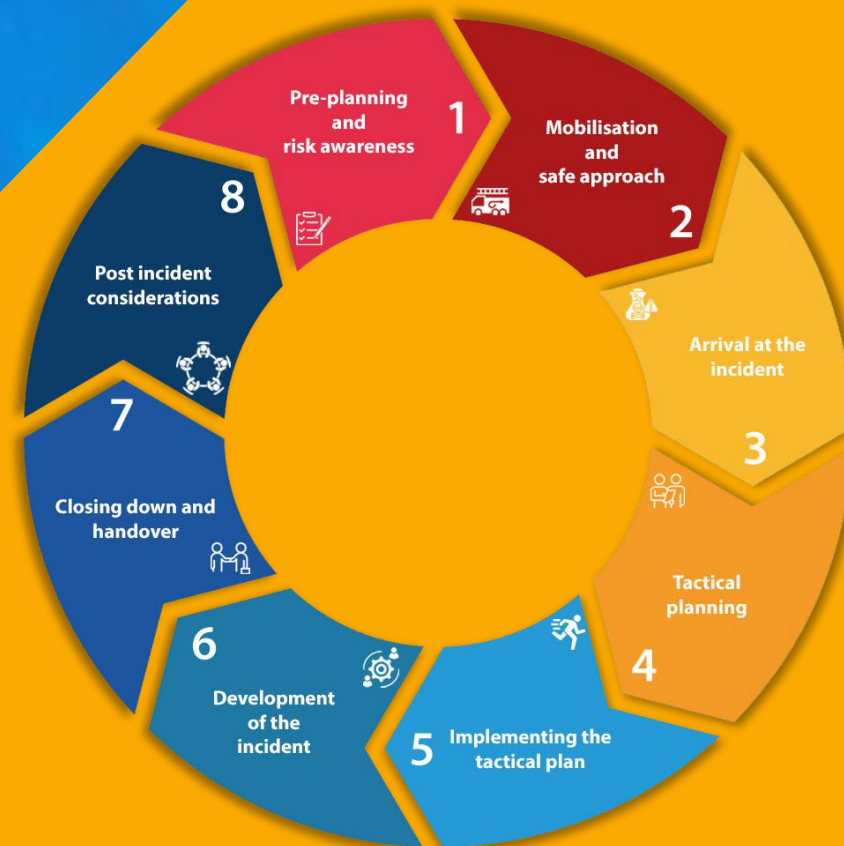 1
Pre-planning
and
risk awareness
2
Mobilisation
and
safe approach
3
Arrival at the
incident
4
Tactical
planning
5
Implementing the
tactical plan
6
Development
of the
incident
7
Closing down and
handover
8
Post incident
considerations